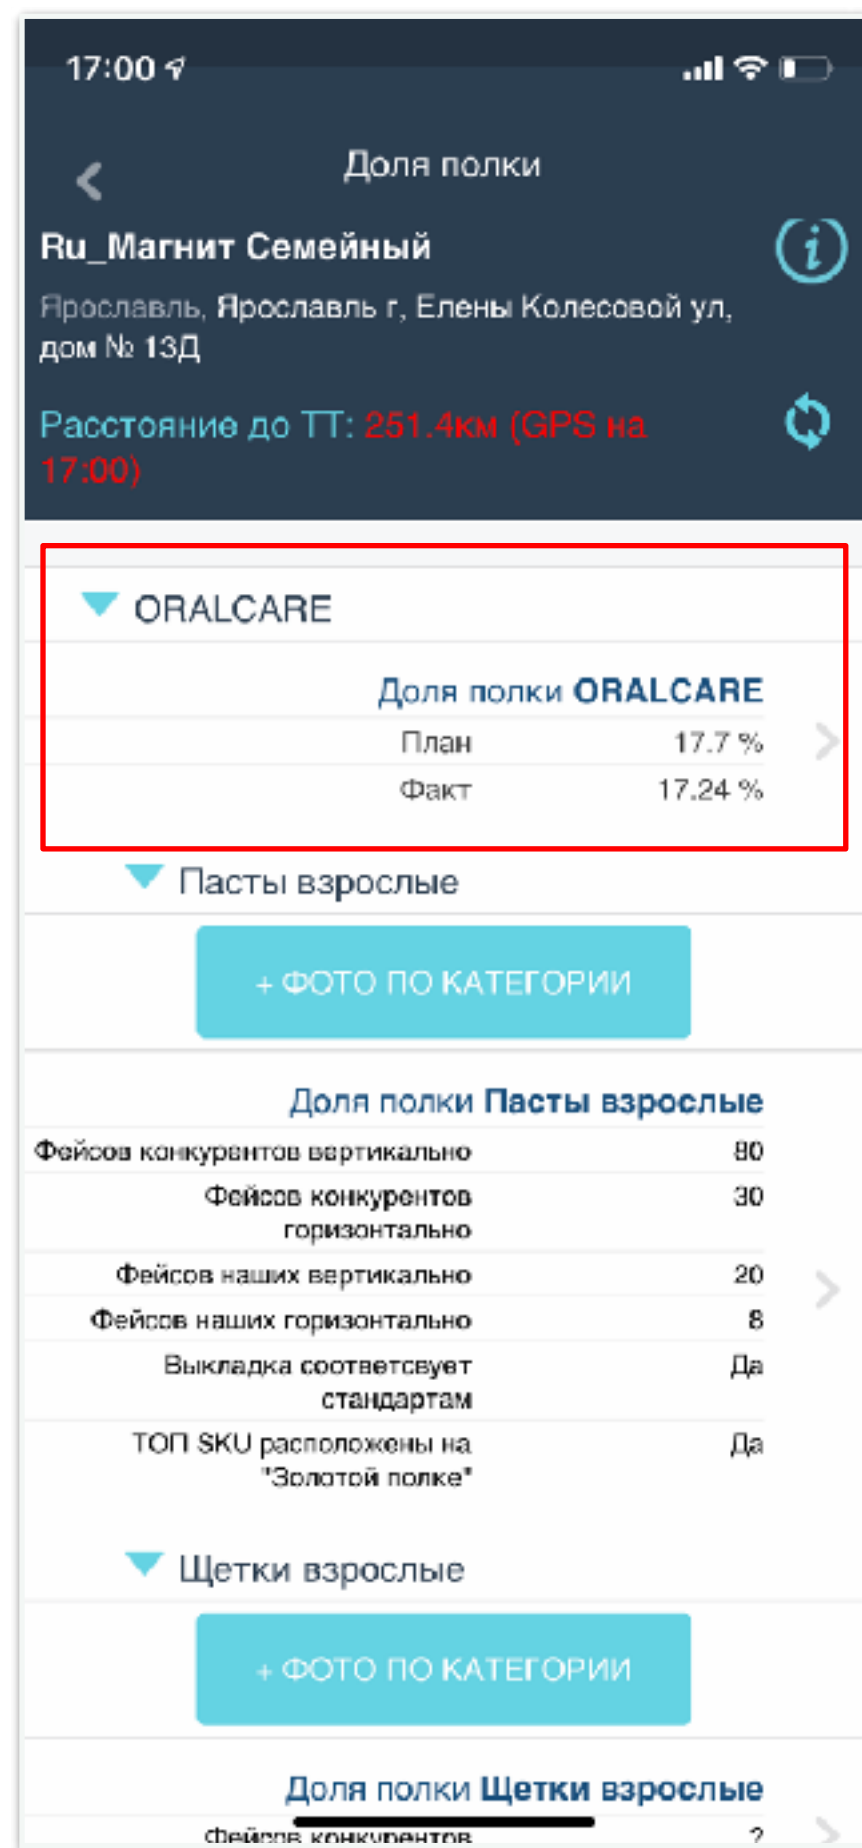 17:00
Доля полки
Ru_Магнит Семейный
Ярославль, Ярославль г, Елены Колесовой ул,
дом № 13Д
Расстояние до ТТ: 251.4км (GPS на
17:00)
ORALCARE
Доля полки ORALCARE
План 17.7 %
Факт 17.24 %
Пасты взрослые
+ ФОТО ПО КАТЕГОРИИ
Доля полки Пасты взрослые
Фейсов конкурентов вертикально 80
Фейсов конкурентов 30
горизонтально
Фейсов наших вертикально 20
Фейсов наших горизонтально 8
Выкладка соответсвует Да
стандартам
ТОП SKU расположены на Да
"Золотой полке"
Щетки взрослые
+ ФОТО ПО КАТЕГОРИИ
Доля полки Щетки взрослые
Фейсов конкурентов